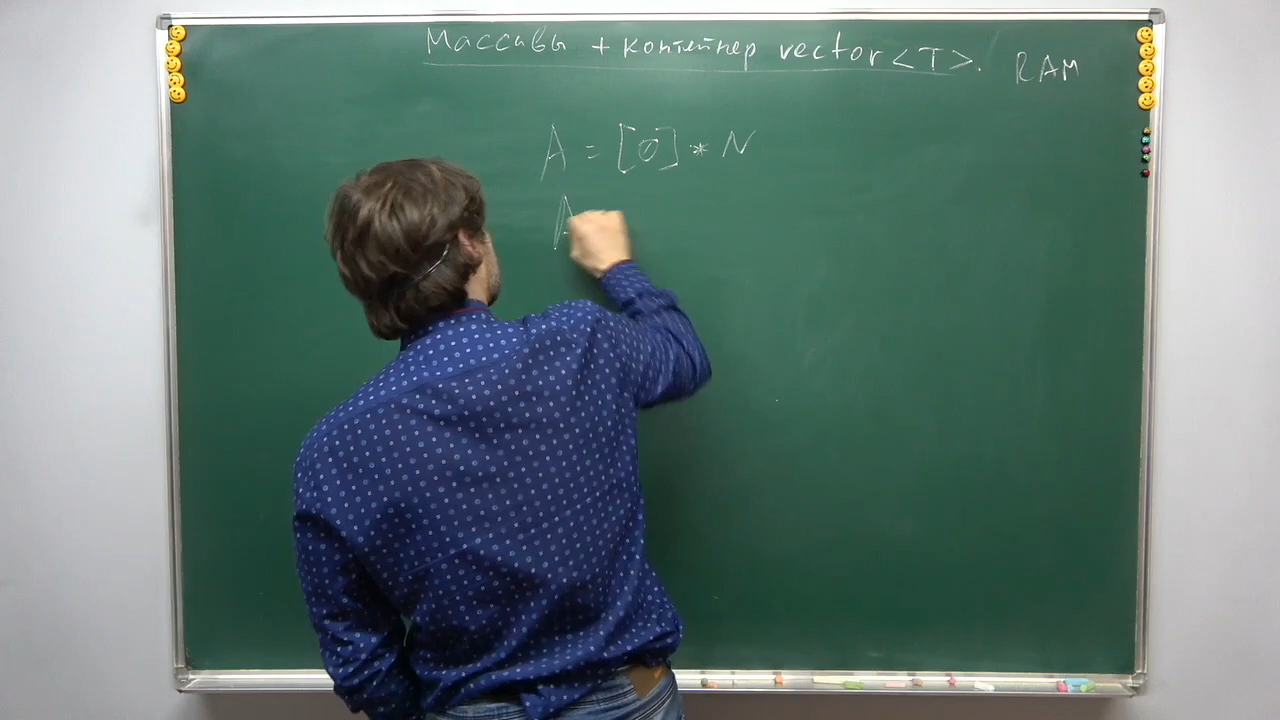 Массивы + контейнер vector<T>. RAM
A = [0] * N
A